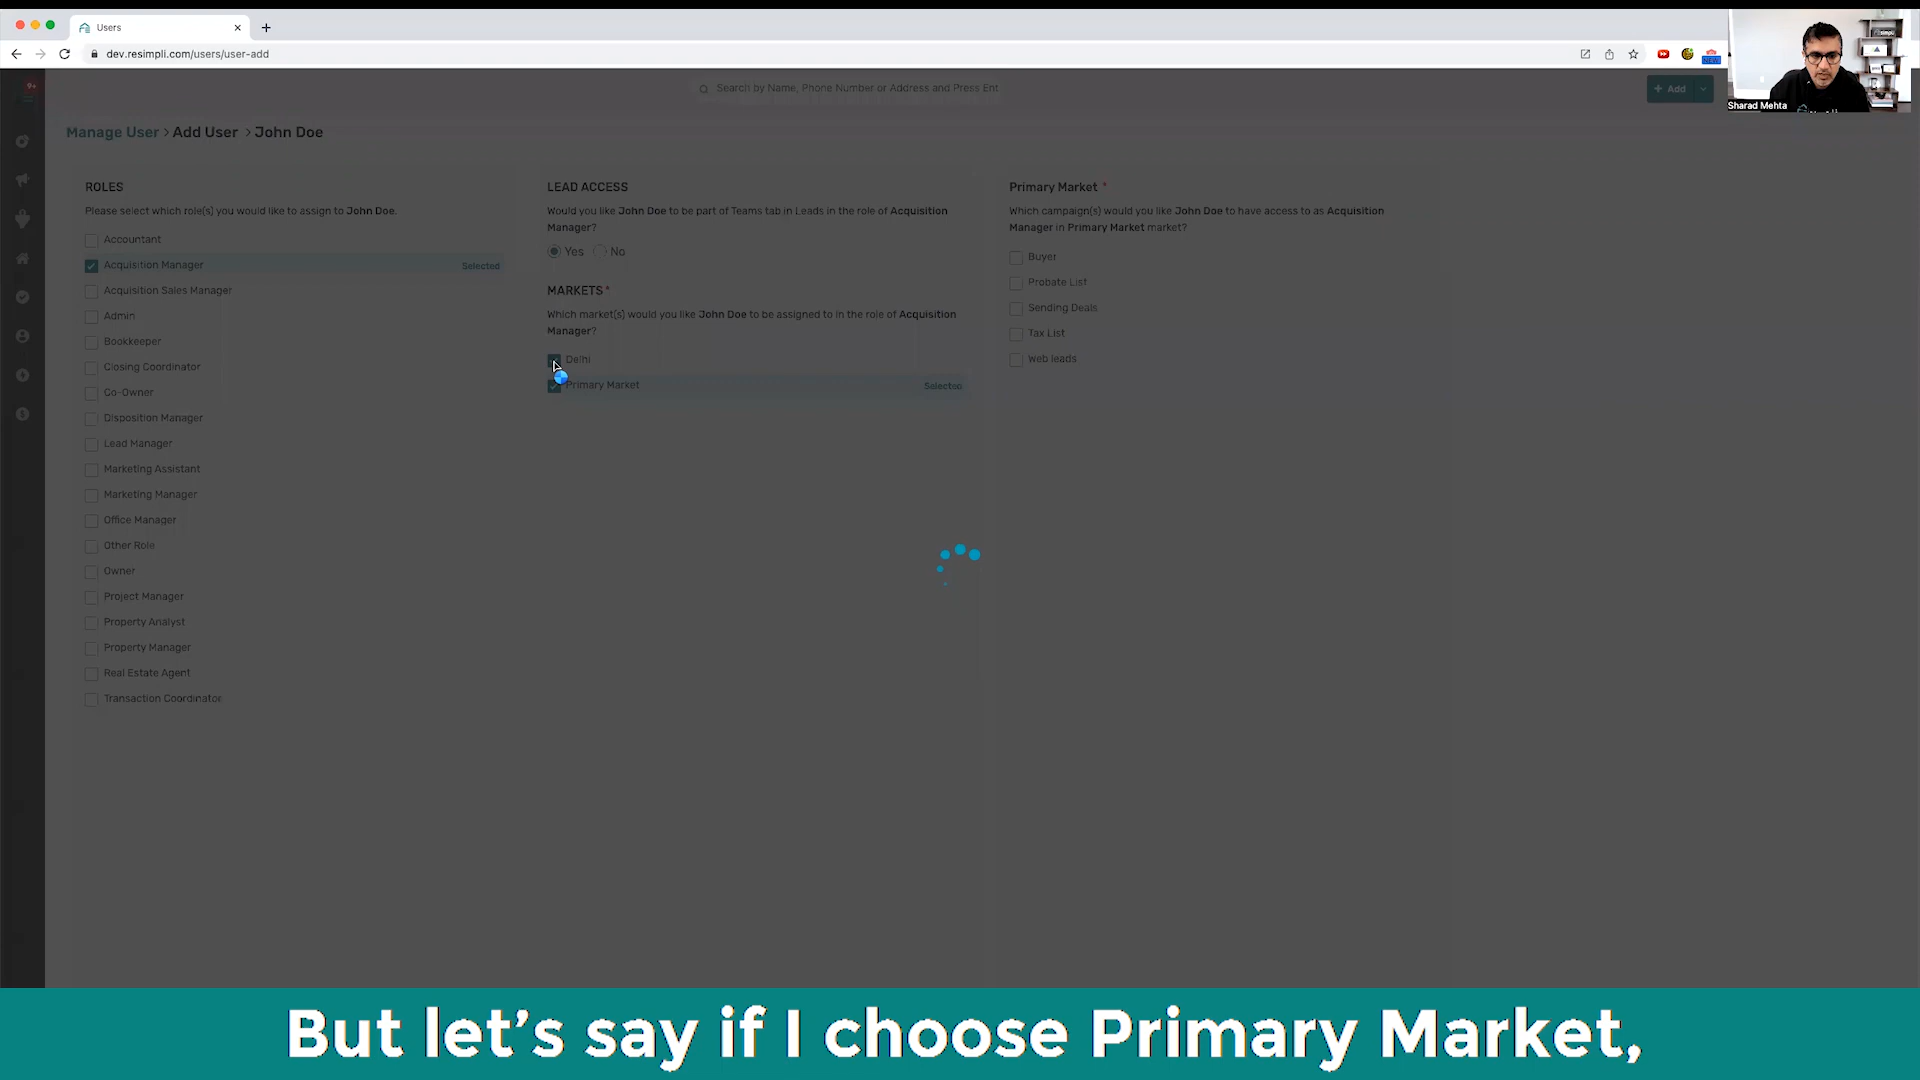 Users
dev.resimpli.com/users/user-add
9+
Search by Name, Phone Number or Address and Press Ent
+ Add
NEW
Sharad Mehta
Manage User > Add User > John Doe
ROLES
Please select which role(s) you would like to assign to John Doe.
Accountant
Acquisition Manager Selected
Acquisition Sales Manager
Admin
Bookkeeper
Closing Coordinator
Co-Owner
Disposition Manager
Lead Manager
Marketing Assistant
Marketing Manager
Office Manager
Other Role
Owner
Project Manager
Property Analyst
Property Manager
Real Estate Agent
Transaction Coordinator
LEAD ACCESS
Would you like John Doe to be part of Teams tab in Leads in the role of Acquisition
Manager?
Yes No
MARKETS *
Which market(s) would you like John Doe to be assigned to in the role of Acquisition
Manager?
Delhi
Primary Market Selected
Primary Market *
Which campaign(s) would you like John Doe to have access to as Acquisition
Manager in Primary Market market?
Buyer
Probate List
Sending Deals
Tax List
Web leads
But let's say if I choose Primary Market,